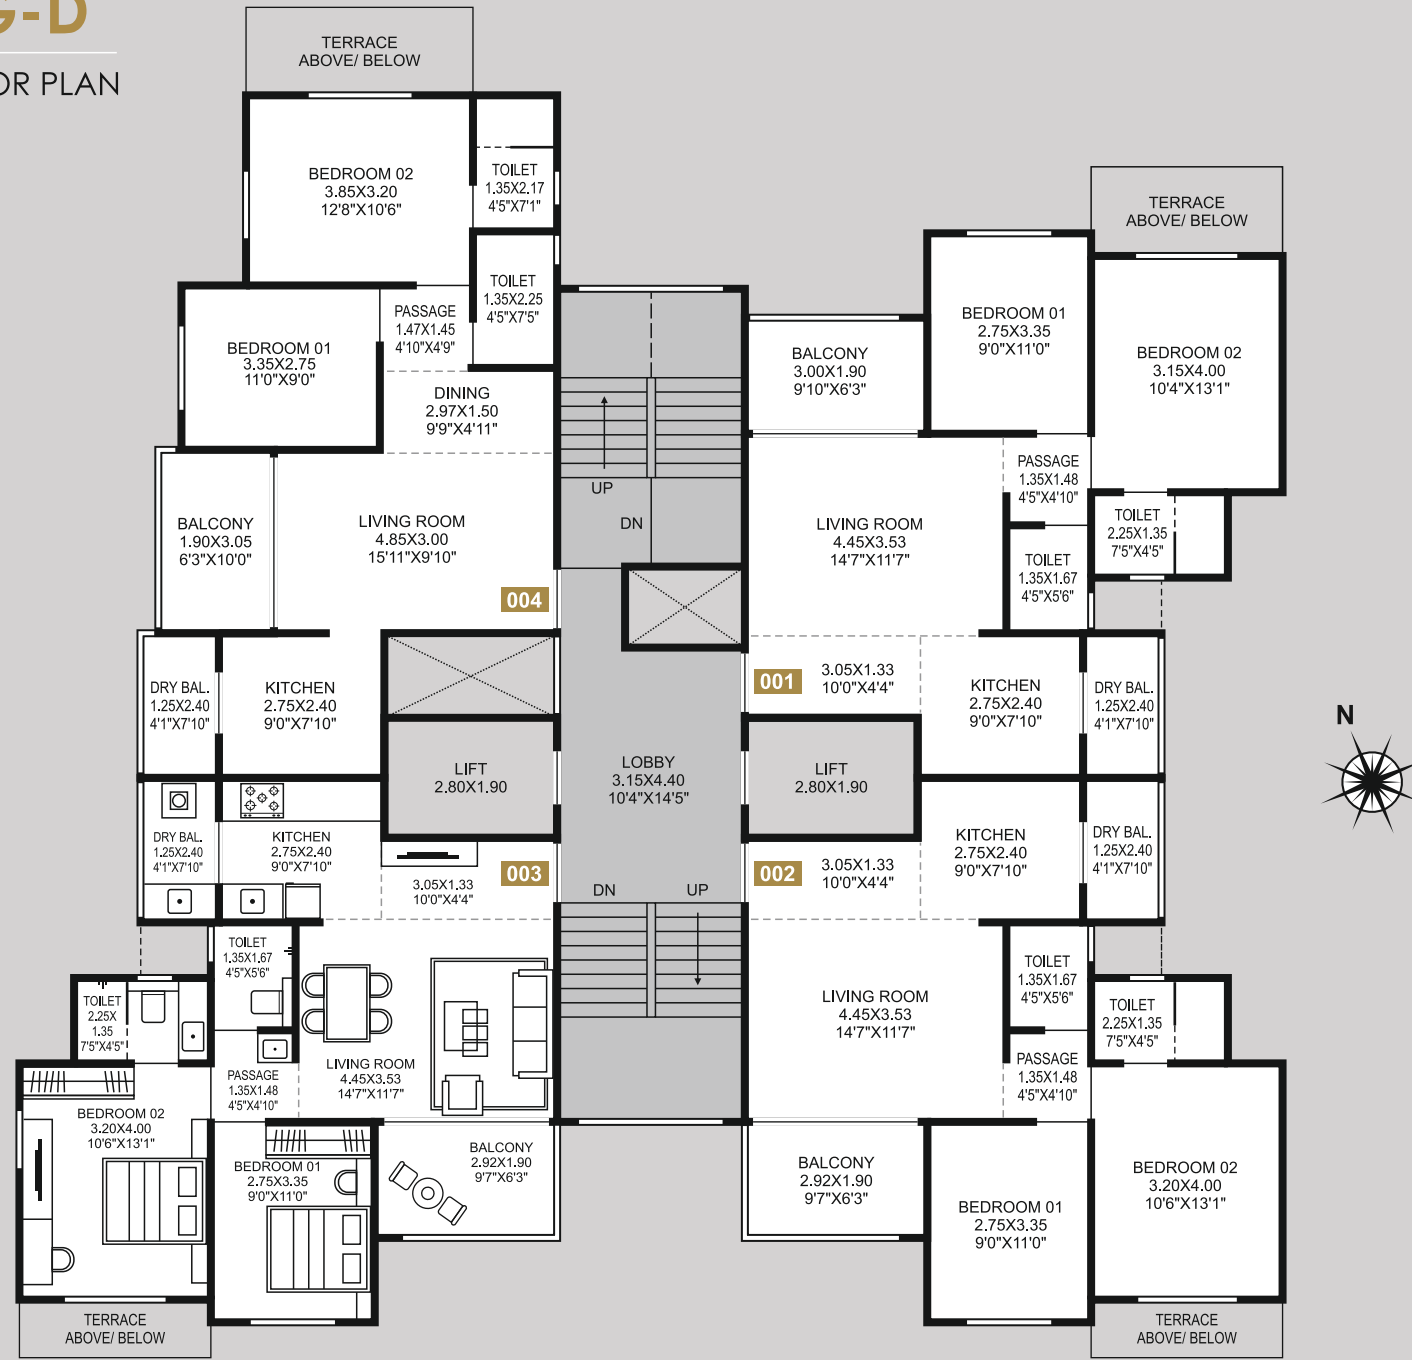 G-D
OR PLAN
TERRACE
ABOVE/ BELOW
BEDROOM 02
3.85X3.20
12'8"X10'6"
TOILET
1.35X2.17
4'5"X7'1"
TOILET
1.35X2.25
4'5"X7'5"
PASSAGE
1.47X1.45
4'10"X4'9"
BEDROOM 01
3.35X2.75
11'0"X9'0"
DINING
2.97X1.50
9'9"X4'11"
BALCONY
1.90X3.05
6'3"X10'0"
LIVING ROOM
4.85X3.00
15'11"X9'10"
004
DRY BAL.
1.25X2.40
4'1"X7'10"
KITCHEN
2.75X2.40
9'0"X7'10"
LIFT
2.80X1.90
UP
DN
LOBBY
3.15X4.40
10'4"X14'5"
DN
UP
TERRACE
ABOVE/ BELOW
BEDROOM 01
2.75X3.35
9'0"X11'0"
BEDROOM 02
3.15X4.00
10'4"X13'1"
BALCONY
3.00X1.90
9'10"X6'3"
PASSAGE
1.35X1.48
4'5"X4'10"
LIVING ROOM
4.45X3.53
14'7"X11'7"
TOILET
2.25X1.35
7'5"X4'5"
TOILET
1.35X1.67
4'5"X5'6"
001
3.05X1.33
10'0"X4'4"
KITCHEN
2.75X2.40
9'0"X7'10"
DRY BAL.
1.25X2.40
4'1"X7'10"
LIFT
2.80X1.90
N
DRY BAL.
1.25X2.40
4'1"X7'10"
KITCHEN
2.75X2.40
9'0"X7'10"
003
3.05X1.33
10'0"X4'4"
TOILET
1.35X1.67
4'5"X5'6"
TOILET
2.25X
1.35
7'5"X4'5"
PASSAGE
1.35X1.48
4'5"X4'10"
LIVING ROOM
4.45X3.53
14'7"X11'7"
BEDROOM 02
3.20X4.00
10'6"X13'1"
BEDROOM 01
2.75X3.35
9'0"X11'0"
BALCONY
2.92X1.90
9'7"X6'3"
TERRACE
ABOVE/ BELOW
002
3.05X1.33
10'0"X4'4"
KITCHEN
2.75X2.40
9'0"X7'10"
DRY BAL.
1.25X2.40
4'1"X7'10"
LIVING ROOM
4.45X3.53
14'7"X11'7"
TOILET
1.35X1.67
4'5"X5'6"
TOILET
2.25X1.35
7'5"X4'5"
PASSAGE
1.35X1.48
4'5"X4'10"
BALCONY
2.92X1.90
9'7"X6'3"
BEDROOM 01
2.75X3.35
9'0"X11'0"
BEDROOM 02
3.20X4.00
10'6"X13'1"
TERRACE
ABOVE/ BELOW